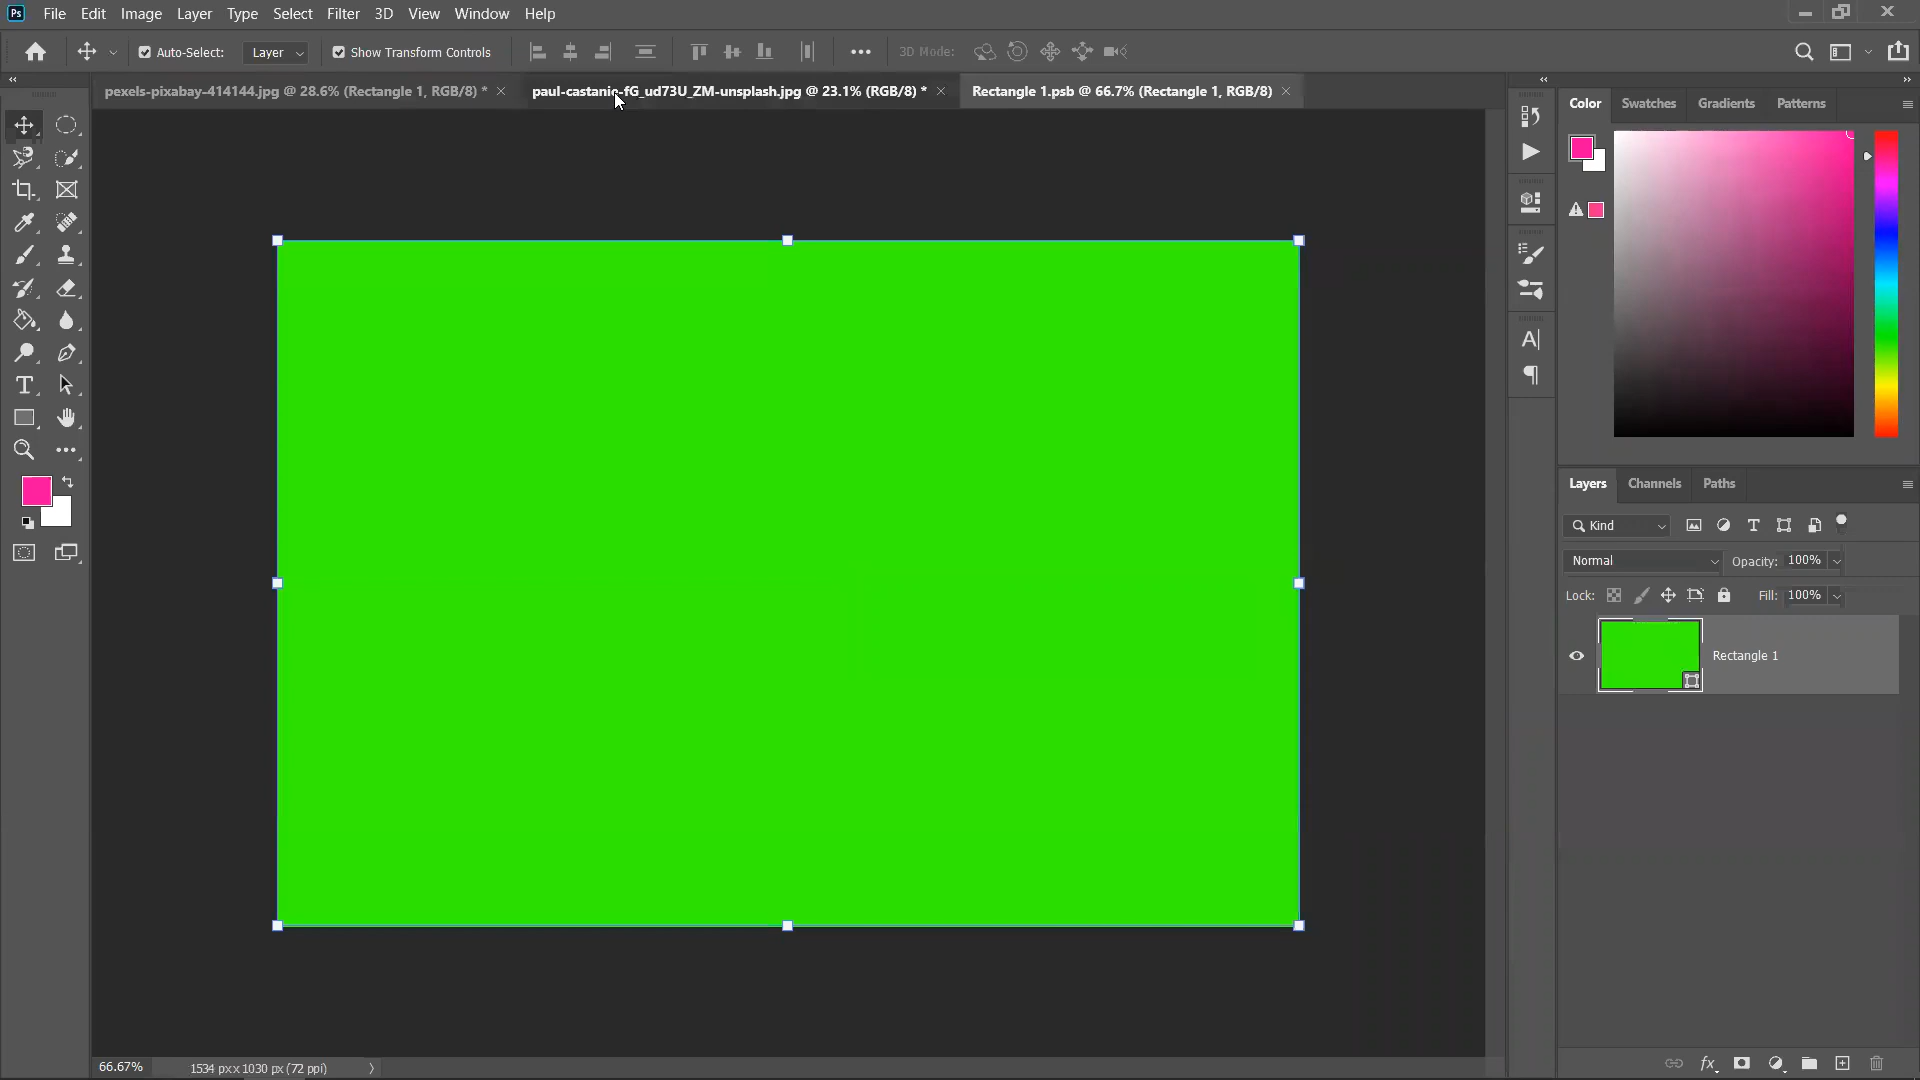 Ps File Edit Image Layer Type Select Filter 3D View Window Help
Auto-Select: Layer Show Transform Controls 3D Mode:
pexels-pixabay-414144.jpg @ 28.6% (Rectangle 1, RGB/8) * paul-castanie-fG_ud73U_ZM-unsplash.jpg @ 23.1% (RGB/8) * Rectangle 1.psb @ 66.7% (Rectangle 1, RGB/8)
Color Swatches Gradients Patterns
Layers Channels Paths
Kind
Normal Opacity: 100%
Lock: Fill: 100%
Rectangle 1
66.67% 1534 px x 1030 px (72 ppi)